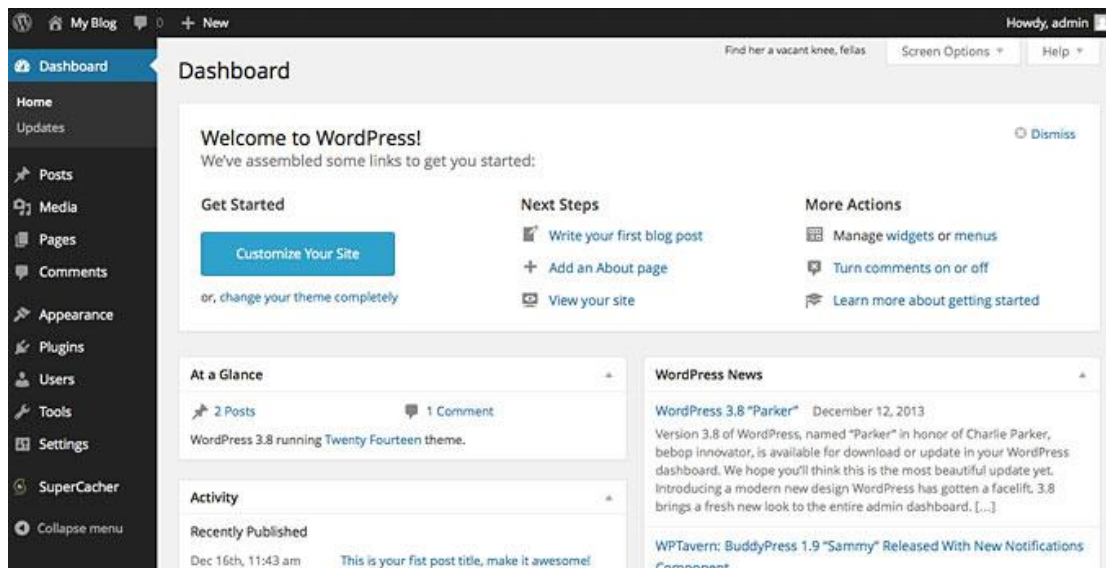 My Blog 0 + New Howdy, admin
Dashboard
Home
Updates
Posts
Media
Pages
Comments
Appearance
Plugins
Users
Tools
Settings
SuperCacher
Collapse menu
Find her a vacant knee, fellas Screen Options Help
Dashboard
Welcome to WordPress!
Dismiss
We've assembled some links to get you started:
Get Started
Customize Your Site
or, change your theme completely
Next Steps
Write your first blog post
Add an About page
View your site
More Actions
Manage widgets or menus
Turn comments on or off
Learn more about getting started
At a Glance
2 Posts 1 Comment
WordPress 3.8 running Twenty Fourteen theme.
Activity
Recently Published
Dec 16th, 11:43 am This is your fist post title, make it awesome!
WordPress News
WordPress 3.8 "Parker" December 12, 2013
Version 3.8 of WordPress, named "Parker" in honor of Charlie Parker,
bebop innovator, is available for download or update in your WordPress
dashboard. We hope you'll think this is the most beautiful update yet.
Introducing a modern new design WordPress has gotten a facelift. 3.8
brings a fresh new look to the entire admin dashboard. [...]
WPTavern: BuddyPress 1.9 "Sammy" Released With New Notifications
Component